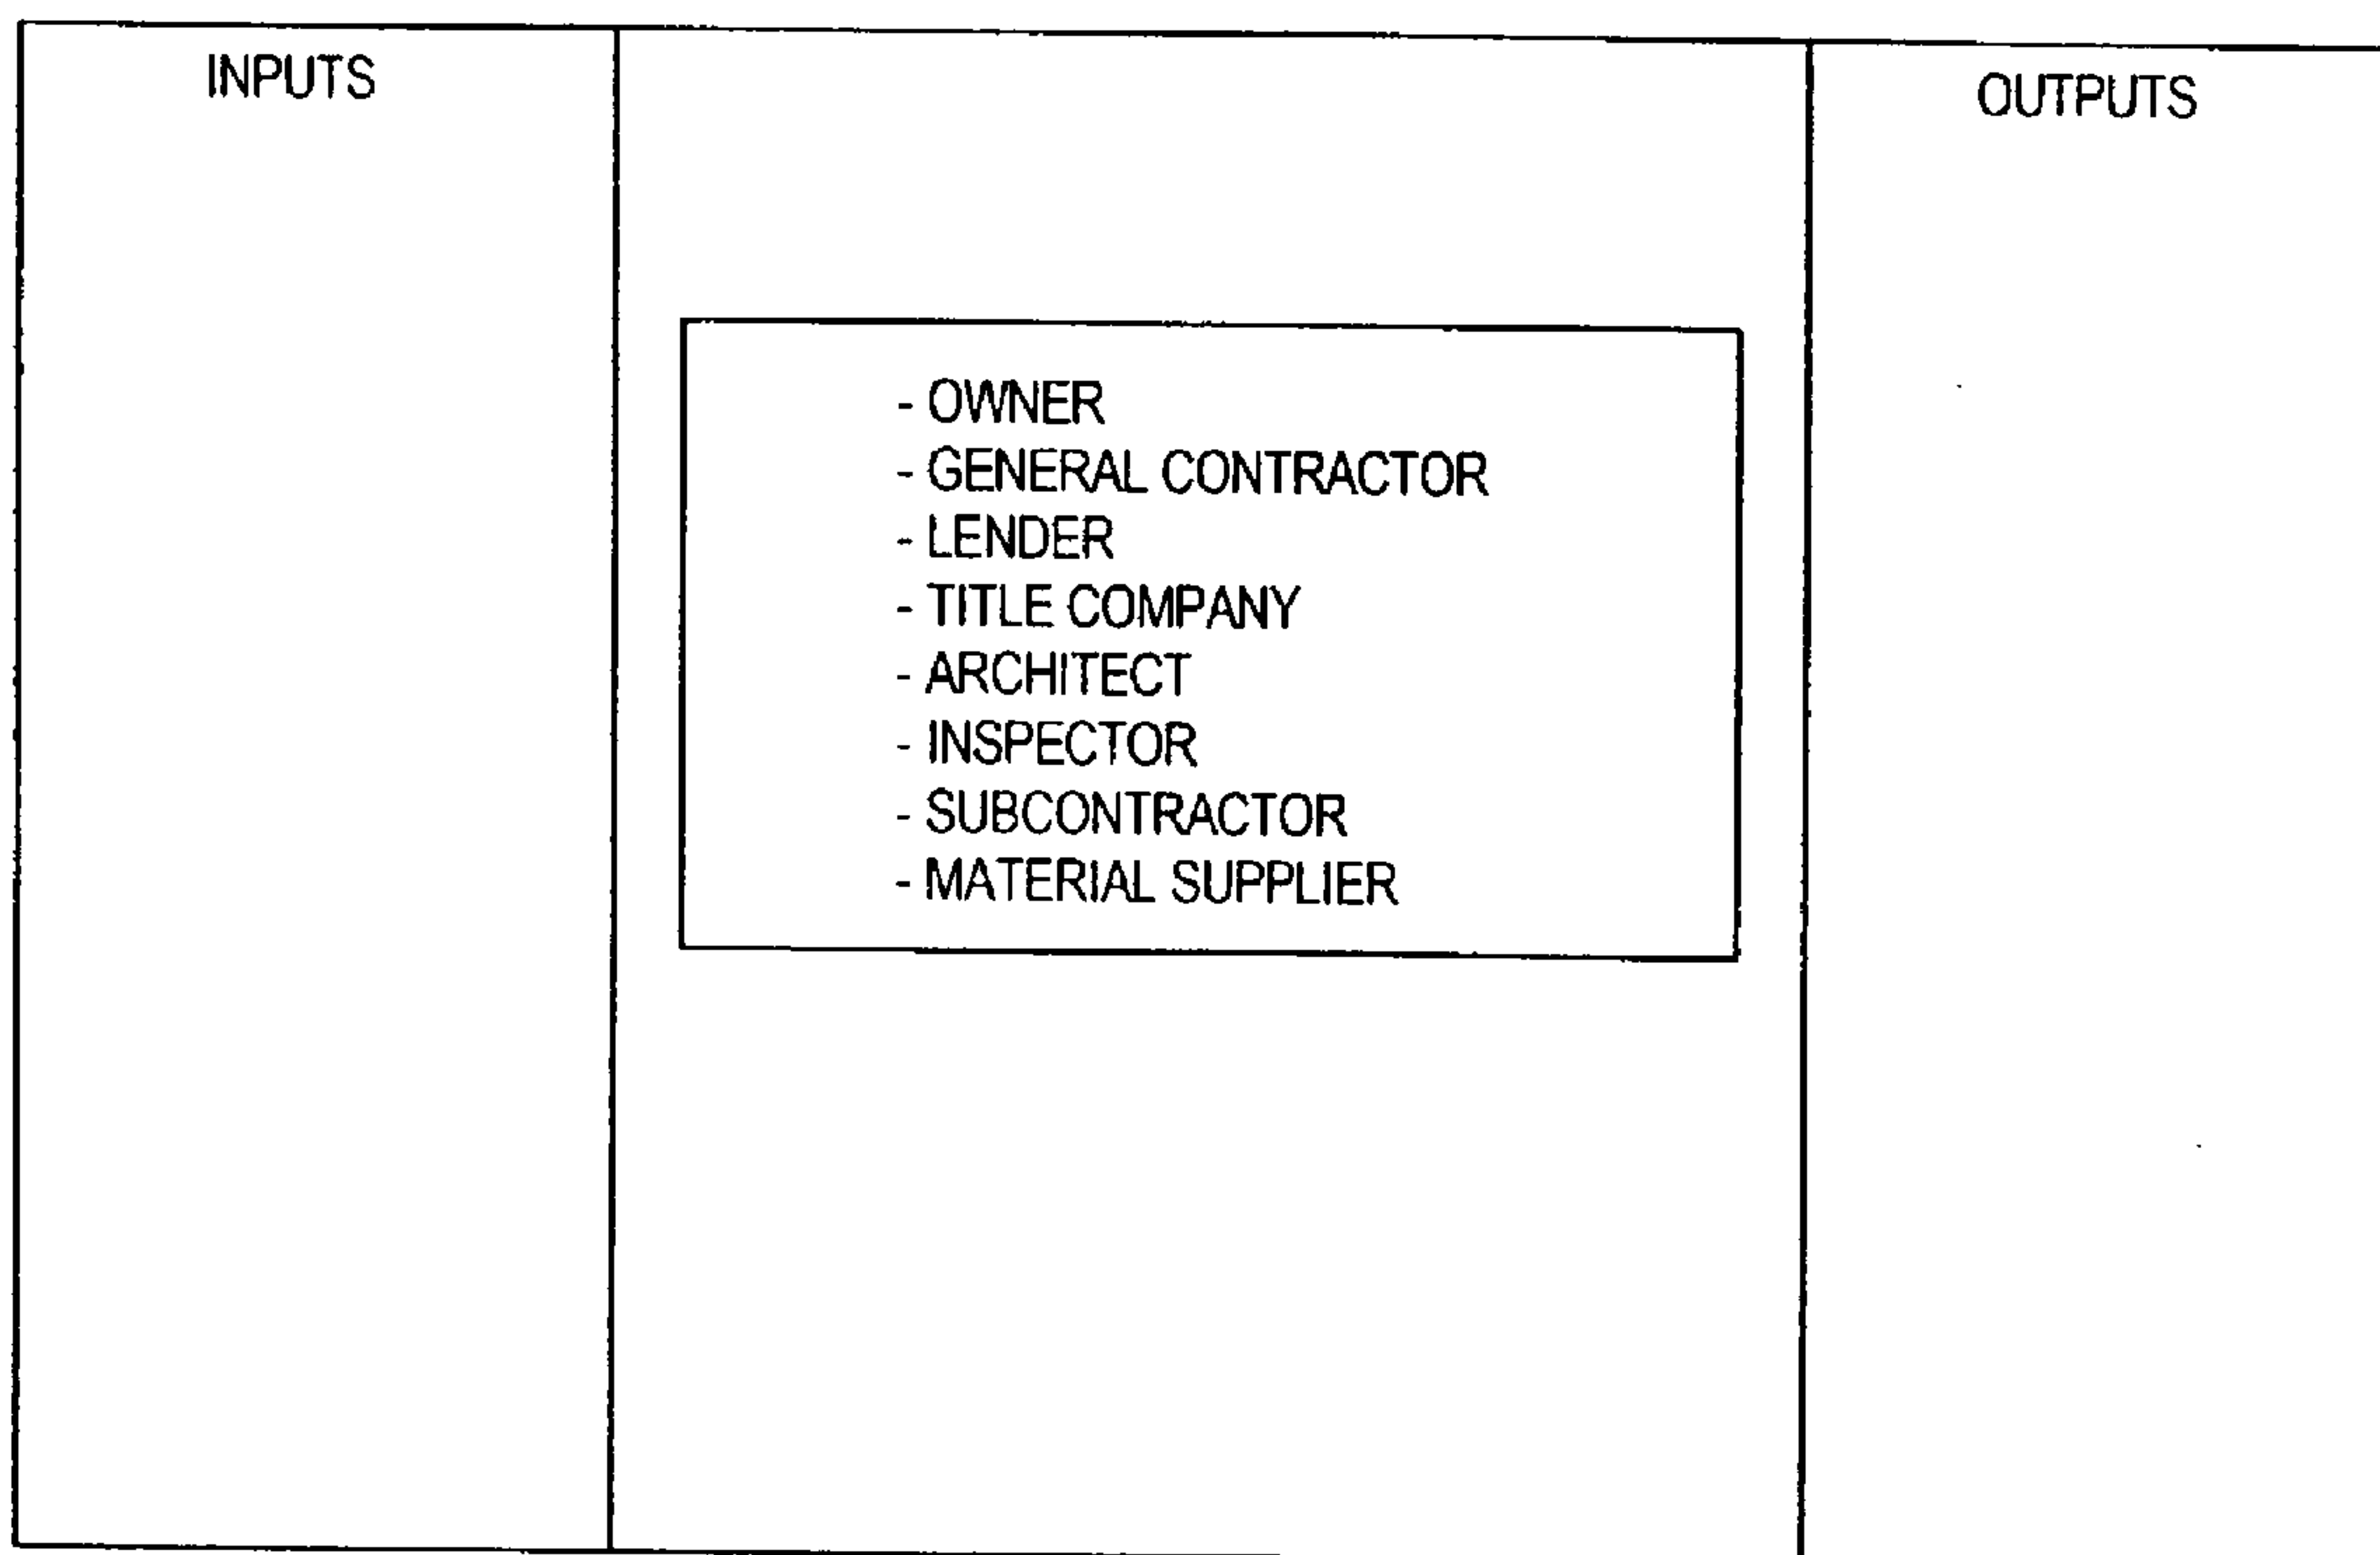 INPUTS
OUTPUTS
- OWNER
- GENERAL CONTRACTOR
- LENDER
- TITLE COMPANY
- ARCHITECT
- INSPECTOR
- SUBCONTRACTOR
- MATERIAL SUPPLIER